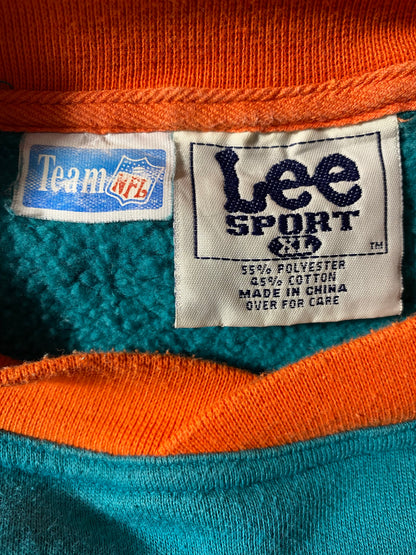 Team NFL
Lee
SPORT
XL
™
55% POLYESTER
45% COTTON
MADE IN CHINA
OVER FOR CARE